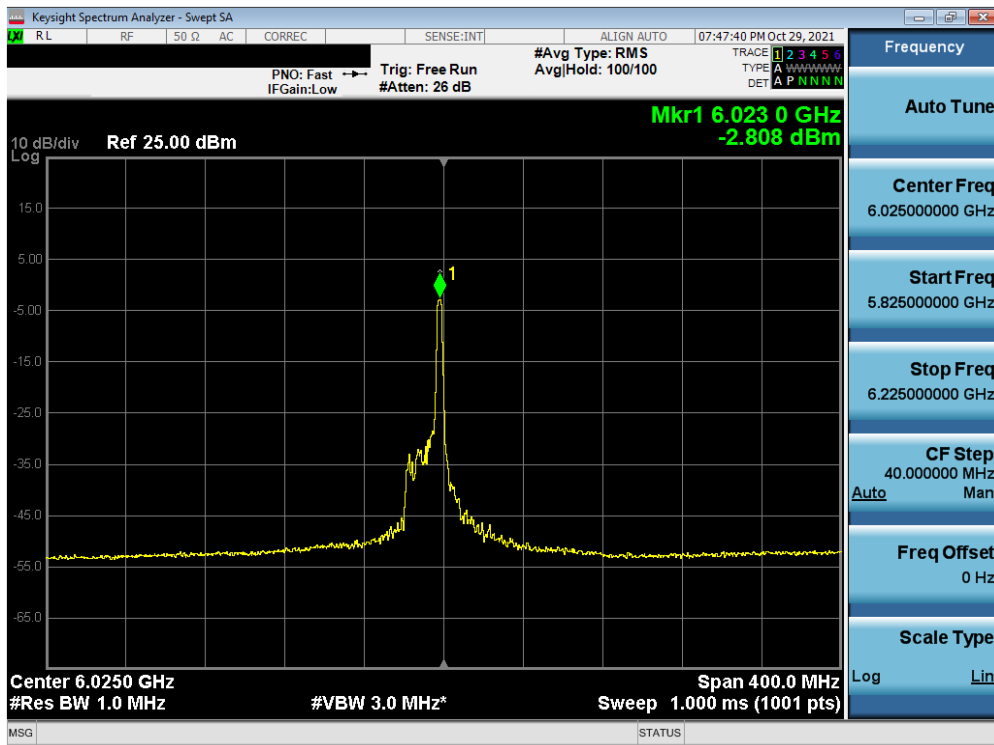 Keysight Spectrum Analyzer - Swept SA
LXI RL RF 50 Ω AC CORREC SENSE:INT ALIGN AUTO 07:47:40 PM Oct 29, 2021
PNO: Fast Trig: Free Run #Avg Type: RMS TRACE 1 2 3 4 5 6
IFGain:Low #Atten: 26 dB Avg|Hold: 100/100 TYPE A WWWWW
DET A P N N N N
Mkr1 6.023 0 GHz
-2.808 dBm
10 dB/div Ref 25.00 dBm
Log
15.0
5.00
1
-5.00
-15.0
-25.0
-35.0
-45.0
-55.0
-65.0
Center 6.0250 GHz Span 400.0 MHz
#Res BW 1.0 MHz #VBW 3.0 MHz* Sweep 1.000 ms (1001 pts)
MSG STATUS
Frequency
Auto Tune
Center Freq
6.025000000 GHz
Start Freq
5.825000000 GHz
Stop Freq
6.225000000 GHz
CF Step
40.000000 MHz
Auto Man
Freq Offset
0 Hz
Scale Type
Log Lin